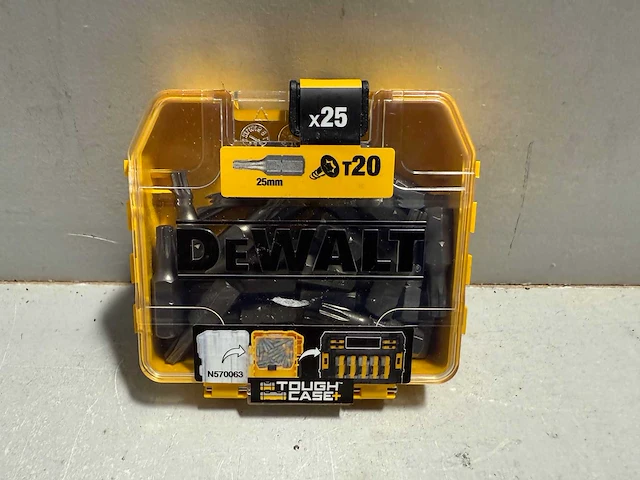 x25
25mm
T20
DEWALT®
N570063
TOUGH
CASE+